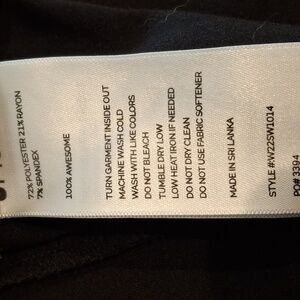 72% POLYESTER 21% RAYON
7% SPANDEX
100% AWESOME
TURN GARMENT INSIDE OUT
MACHINE WASH COLD
WASH WITH LIKE COLORS
DO NOT BLEACH
TUMBLE DRY LOW
LOW HEAT IRON IF NEEDED
DO NOT DRY CLEAN
DO NOT USE FABRIC SOFTENER
MADE IN SRI LANKA
STYLE #:W22SW1014
PO# 3394